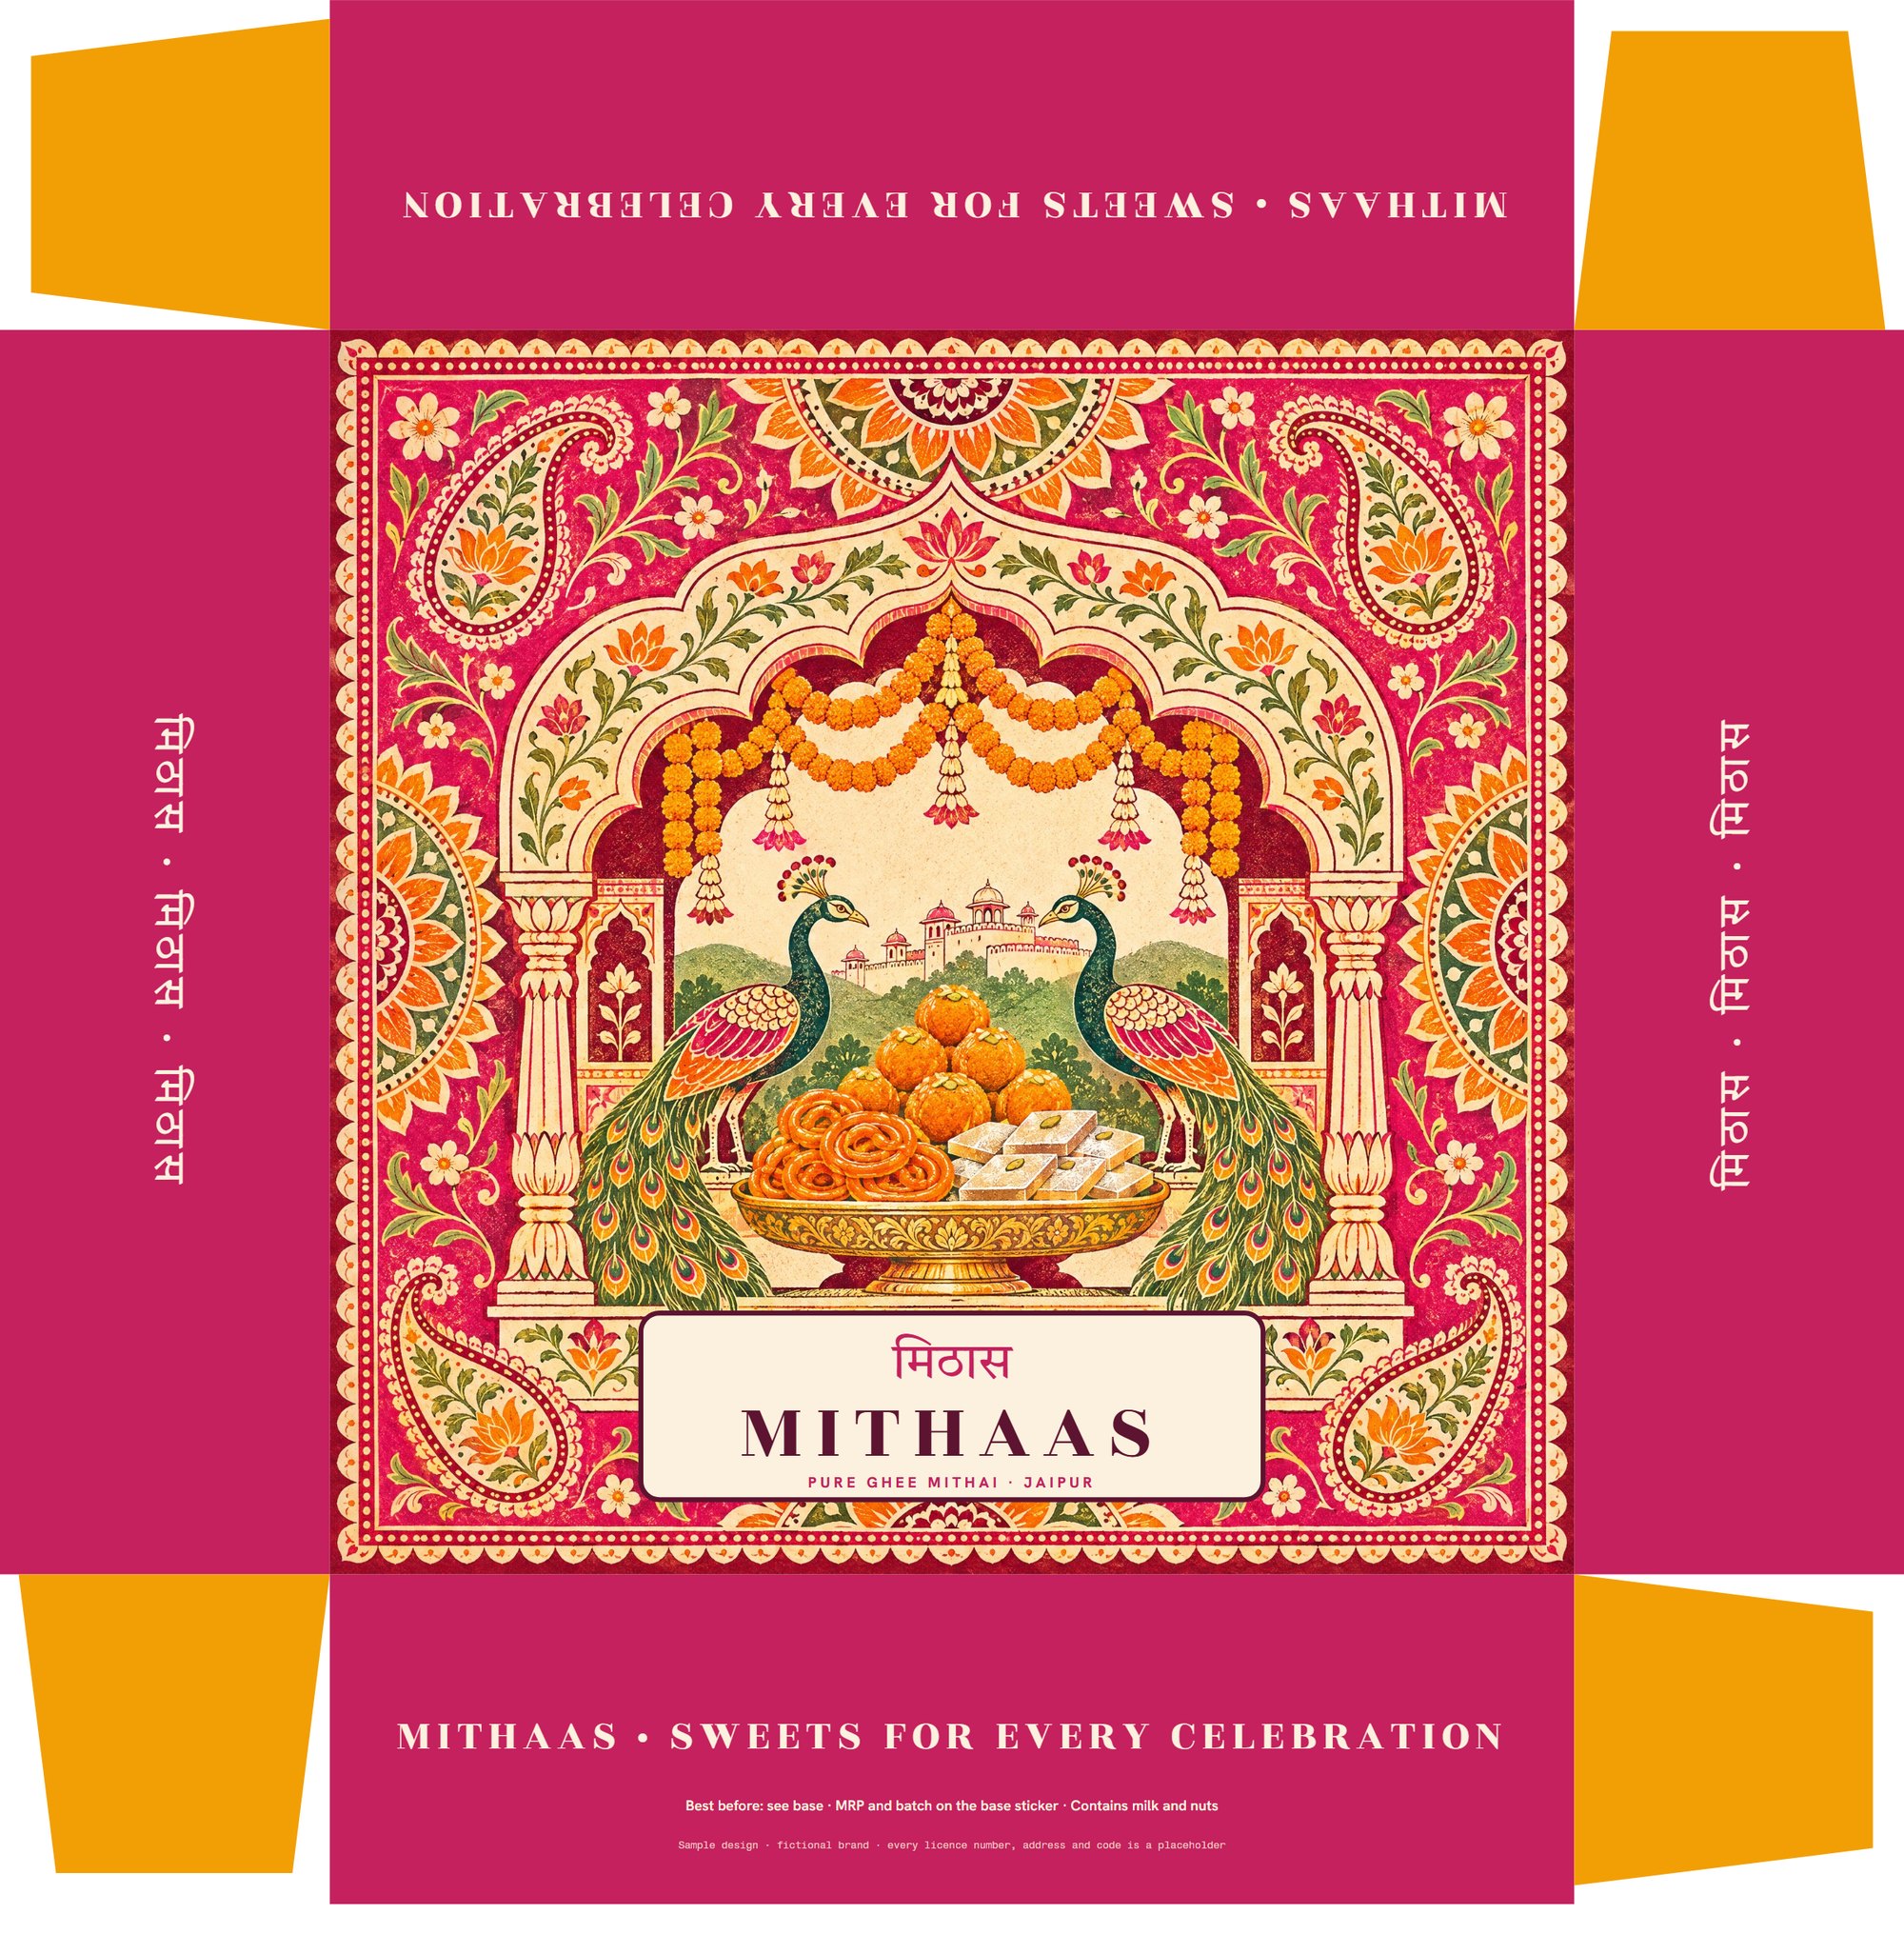 MITHAAS • SWEETS FOR EVERY CELEBRATION
मिठास · मिठास · मिठास
मिठास · मिठास · मिठास
मिठास
MITHAAS
PURE GHEE MITHAI · JAIPUR
MITHAAS • SWEETS FOR EVERY CELEBRATION
Best before: see base · MRP and batch on the base sticker · Contains milk and nuts
Sample design · fictional brand · every licence number, address and code is a placeholder